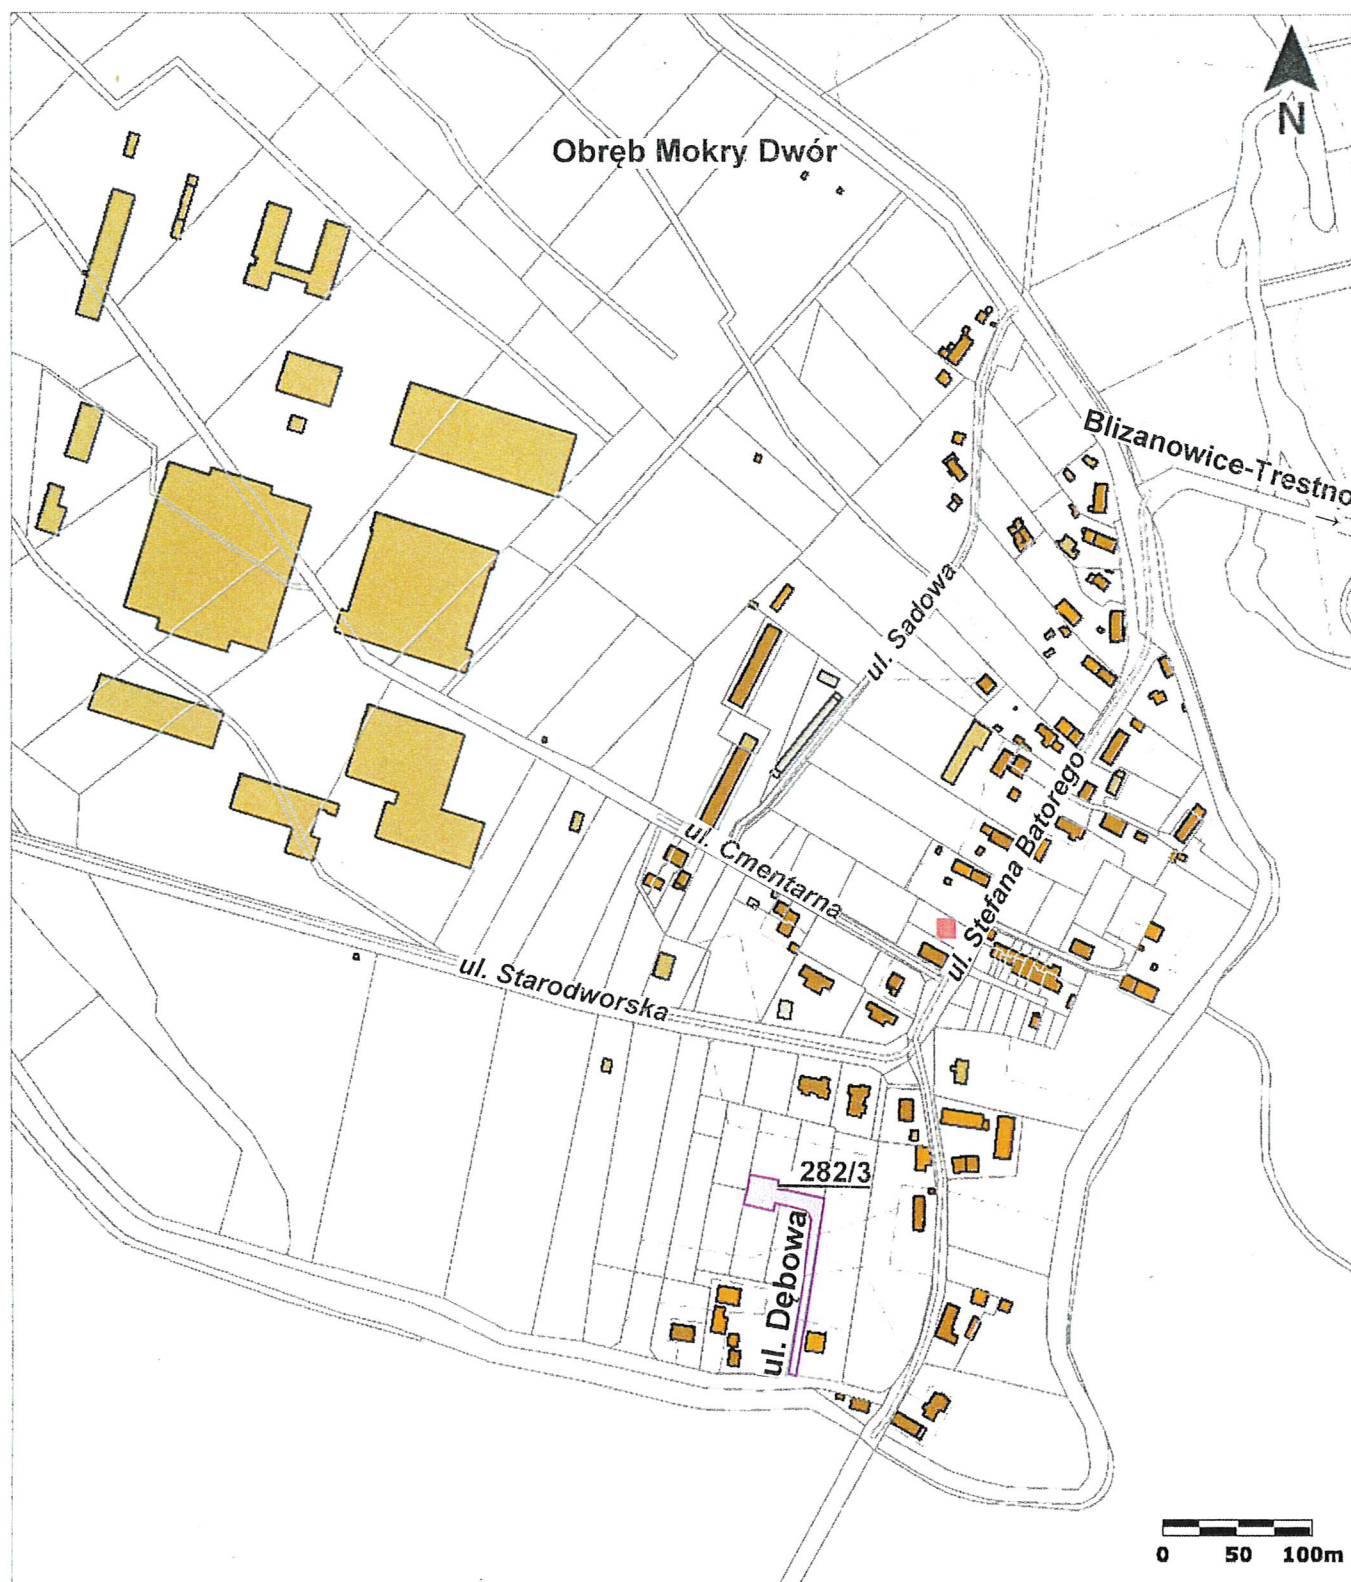 N
Obręb Mokry Dwór
Blizanowice-Trestno
ul. Sadowa
ul. Stefana Batorego
ul. Cmentarna
ul. Starodworska
282/3
ul. Dębowa
0 50 100m